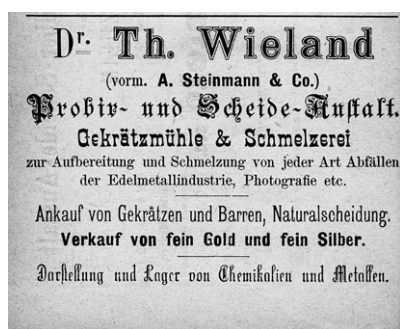 Dr. Th. Wieland
(vorm. A. Steinmann & Co.)
Probir- und Scheide-Anstalt.
Gekrätzmühle & Schmelzerei
zur Aufbereitung und Schmelzung von jeder Art Abfällen
der Edelmetallindustrie, Photografie etc.
Ankauf von Gekrätzen und Barren, Naturalscheidung.
Verkauf von fein Gold und fein Silber.
Darstellung und Lager von Chemikalien und Metallen.